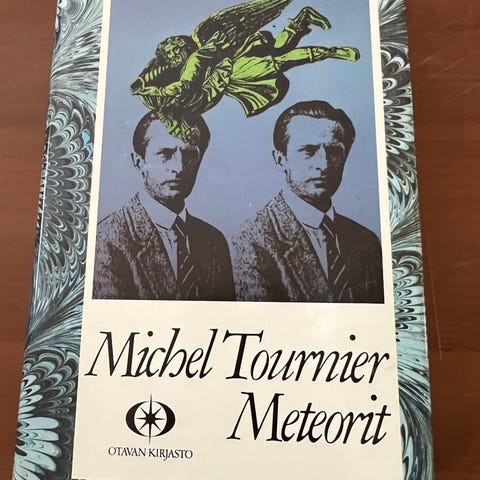 Michel Tournier
Meteorit
OTAVAN KIRJASTO